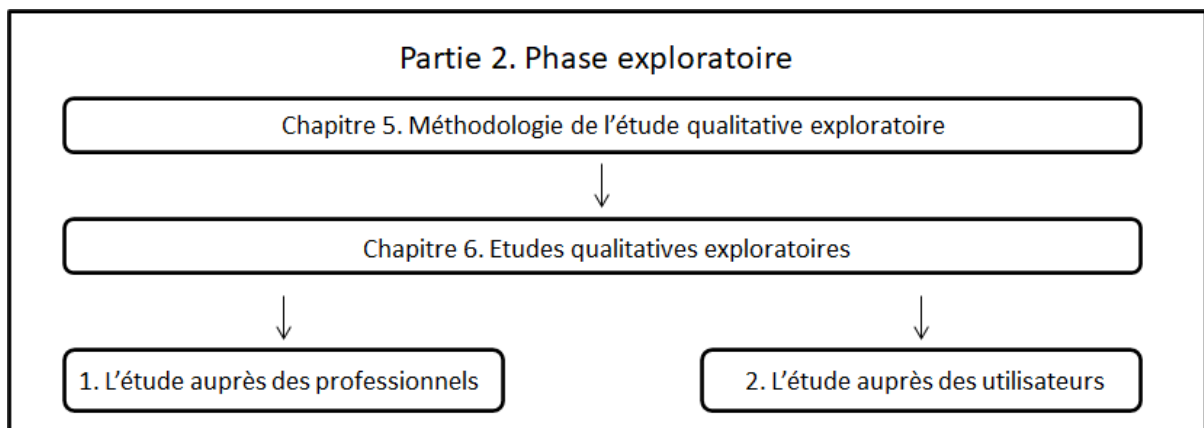 Partie 2. Phase exploratoire
Chapitre 5. Méthodologie de l’étude qualitative exploratoire
Chapitre 6. Etudes qualitatives exploratoires
1. L’étude auprès des professionnels
2. L’étude auprès des utilisateurs